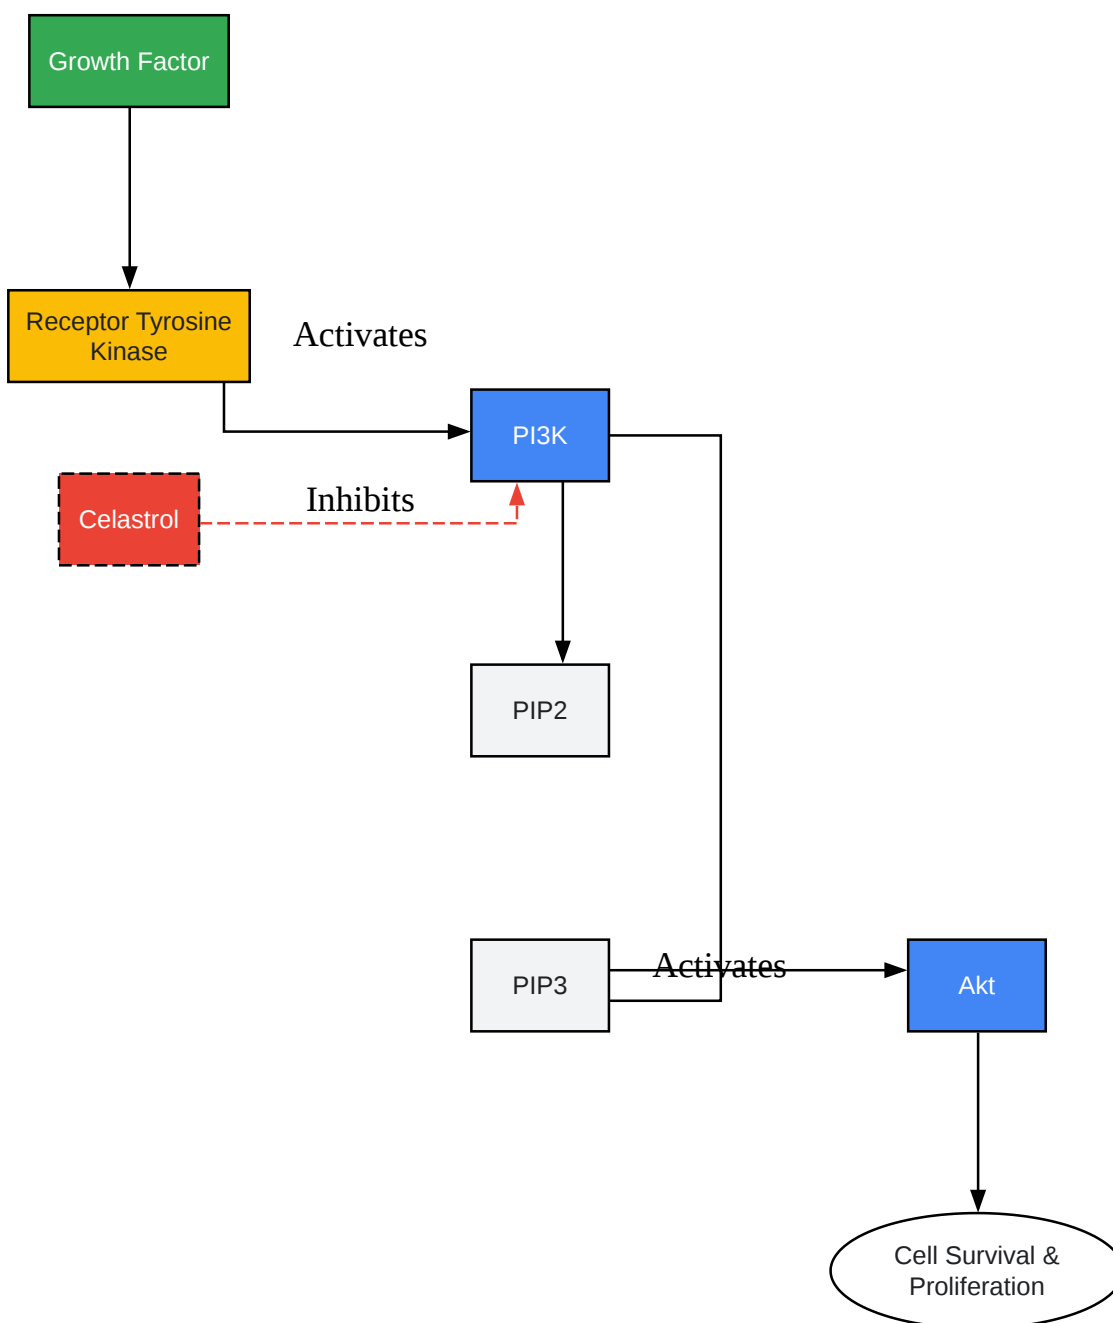 Growth Factor
Receptor Tyrosine
Kinase
Activates
PI3K
Celastrol
Inhibits
PIP2
PIP3
Activates
Akt
Cell Survival &
Proliferation